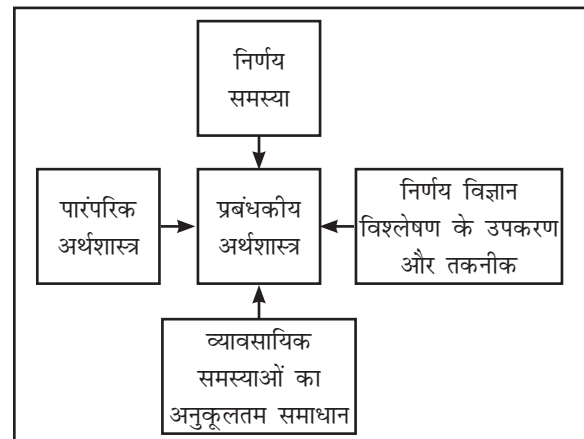 निर्णय
समस्या
पारंपरिक
अर्थशास्त्र
प्रबंधकीय
अर्थशास्त्र
निर्णय विज्ञान
विश्लेषण के उपकरण
और तकनीक
व्यावसायिक
समस्याओं का
अनुकूलतम समाधान